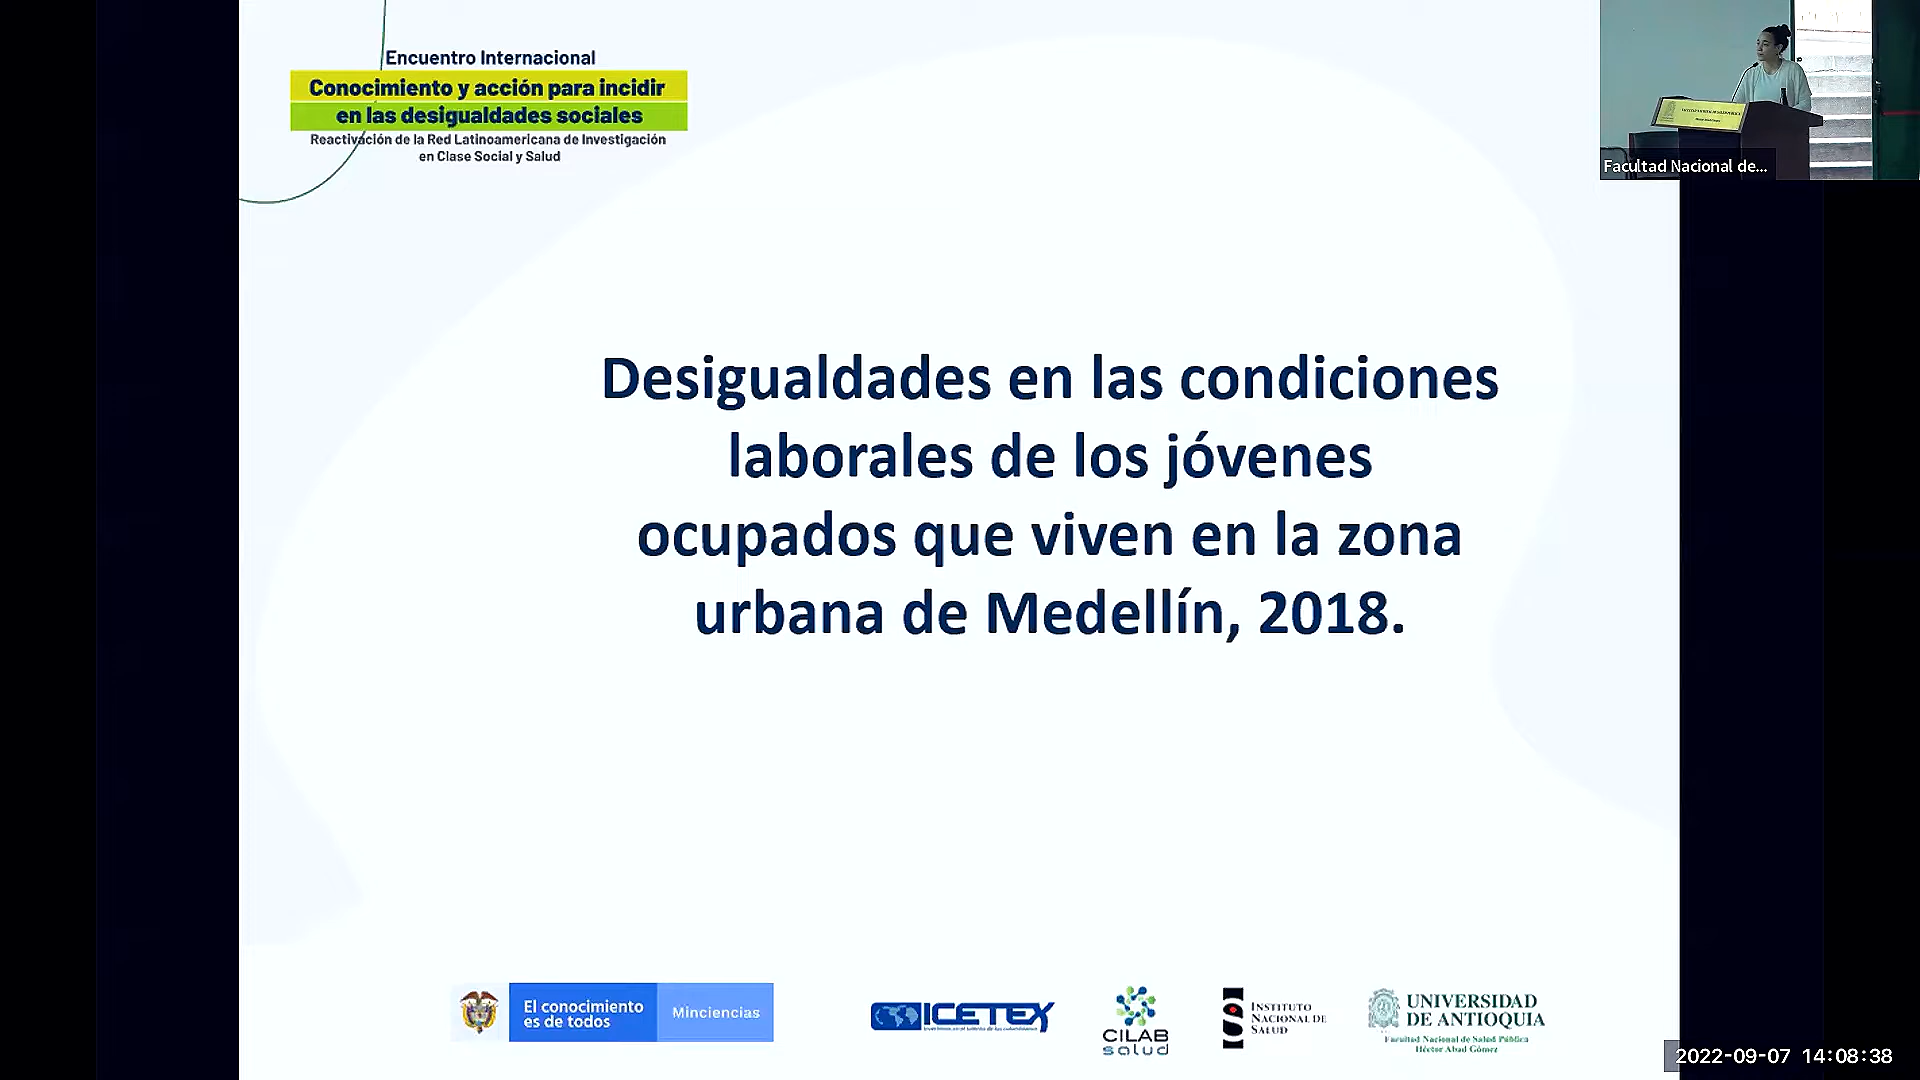 Encuentro Internacional
Conocimiento y acción para incidir
en las desigualdades sociales
Reactivación de la Red Latinoamericana de Investigación
en Clase Social y Salud
Facultad Nacional de...
Desigualdades en las condiciones
laborales de los jóvenes
ocupados que viven en la zona
urbana de Medellín, 2018.
El conocimiento
es de todos
Minciencias
ICETEX
CILAB
salud
INSTITUTO
NACIONAL DE
SALUD
UNIVERSIDAD
DE ANTIOQUIA
Facultad Nacional de Salud Pública
Héctor Abad Gómez
2022-09-07 14:08:38